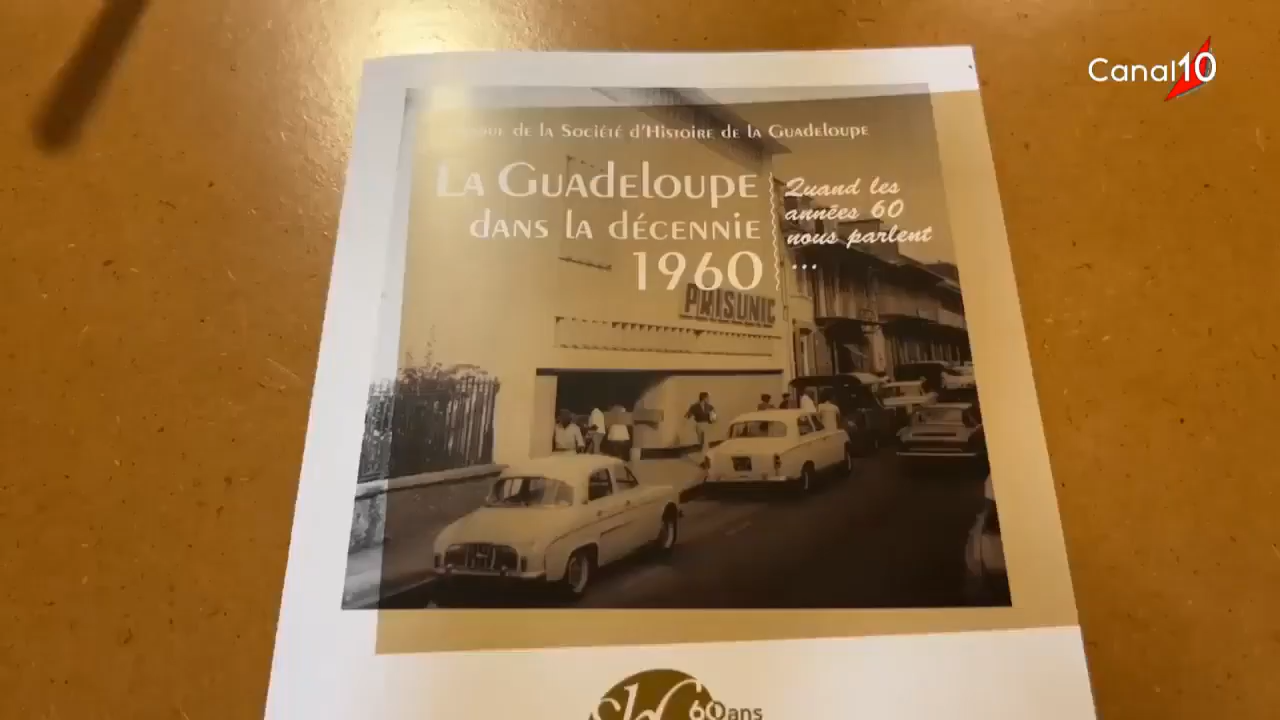 Canal10
de la Société d'Histoire de la Guadeloupe
La Guadeloupe
dans la décennie
1960
Quand les
années 60
nous parlent
...
PRISUNIC
60ans